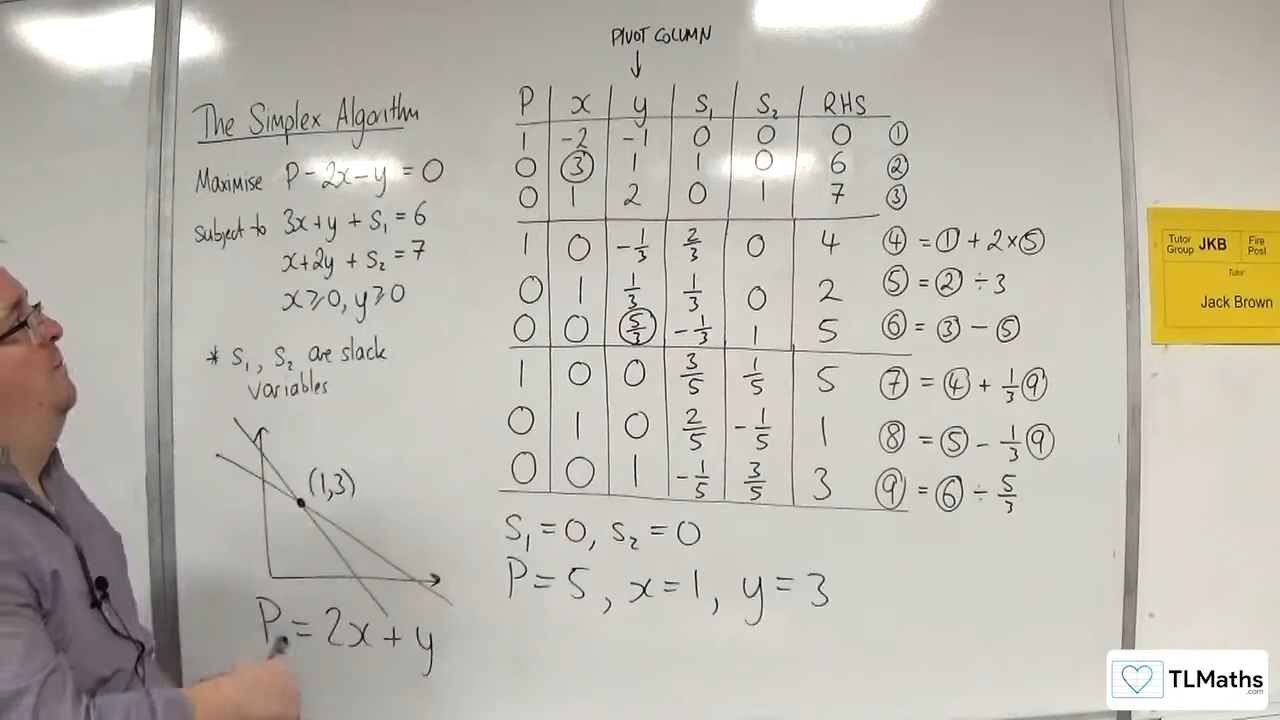 PIVOT COLUMN
↓
The Simplex Algorithm
Maximise P - 2x - y = 0
subject to 3x + y + S₁ = 6
x + 2y + S₂ = 7
x ⩾ 0, y ⩾ 0
* S₁, S₂ are slack
variables
(1,3)
P = 2x + y
P x y S₁ S₂ RHS
1 -2 -1 0 0 0 ①
0 3 1 1 0 6 ②
0 1 2 0 1 7 ③
1 0 -1/3 2/3 0 4 ④ = ① + 2×⑤
0 1 1/3 1/3 0 2 ⑤ = ② ÷ 3
0 0 5/3 -1/3 1 5 ⑥ = ③ - ⑤
1 0 0 3/5 1/5 5 ⑦ = ④ + 1/3 ⑨
0 1 0 2/5 -1/5 1 ⑧ = ⑤ - 1/3 ⑨
0 0 1 -1/5 3/5 3 ⑨ = ⑥ ÷ 5/3
S₁ = 0, S₂ = 0
P = 5, x = 1, y = 3
Tutor Group JKB Fire Post
Tutor
Jack Brown
TLMaths
.com